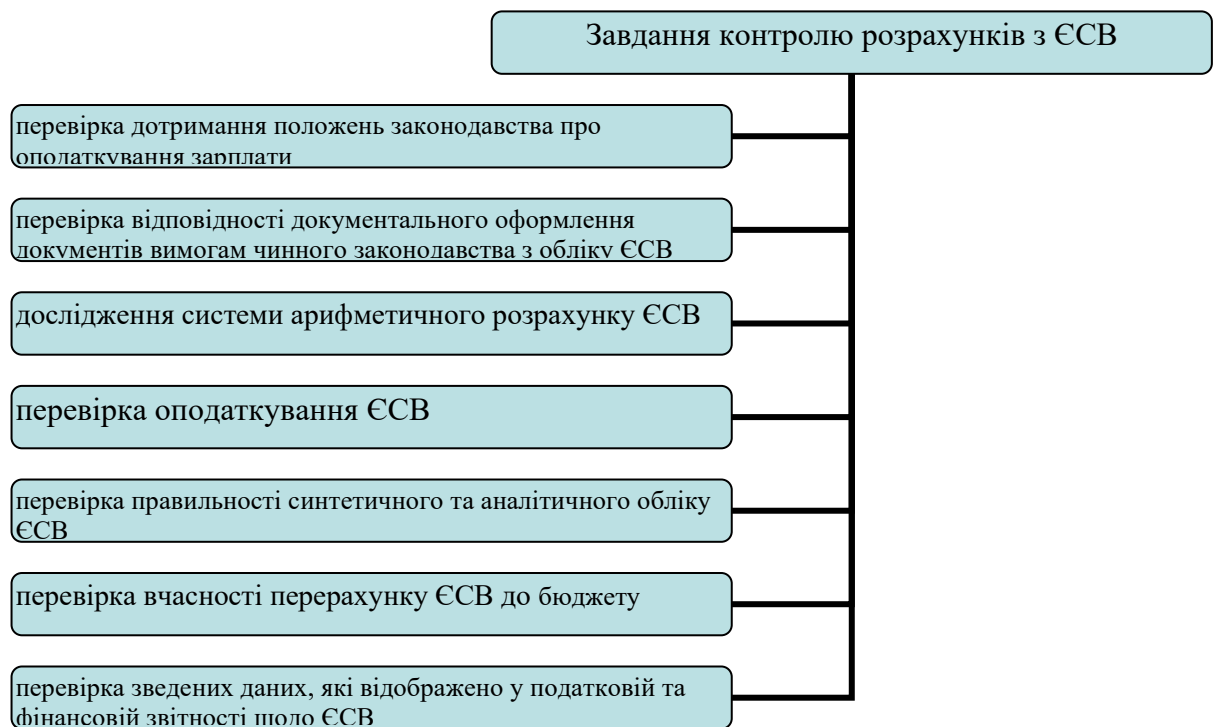 Завдання контролю розрахунків з ЄСВ
перевірка дотримання положень законодавства про
оподаткування зарплати
перевірка відповідності документального оформлення
документів вимогам чинного законодавства з обліку ЄСВ
дослідження системи арифметичного розрахунку ЄСВ
перевірка оподаткування ЄСВ
перевірка правильності синтетичного та аналітичного обліку
ЄСВ
перевірка вчасності перерахунку ЄСВ до бюджету
перевірка зведених даних, які відображено у податковій та
фінансовій звітності щодо ЄСВ